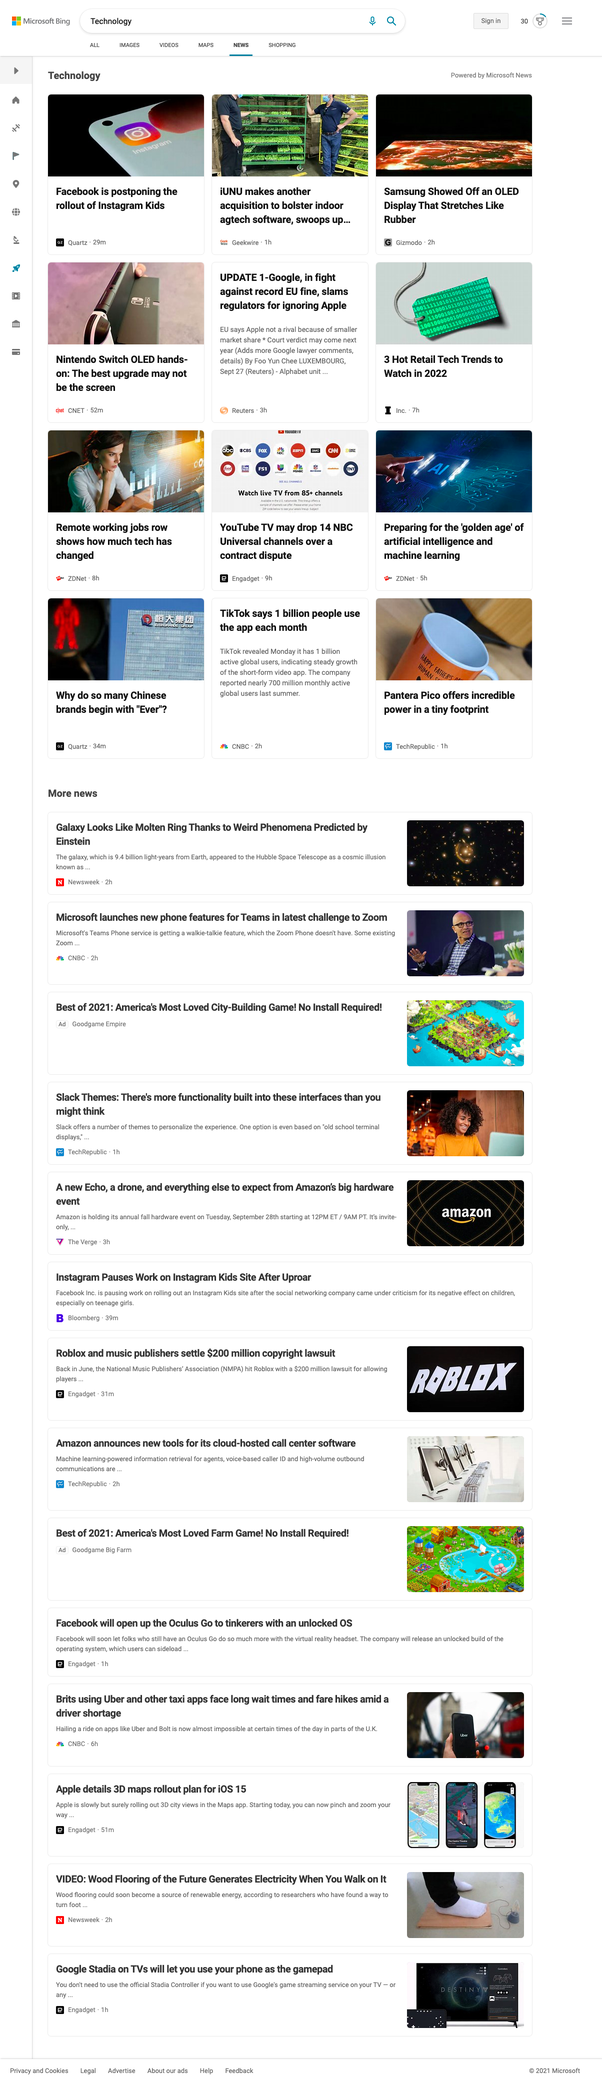 Microsoft Bing
Technology
Sign in
30
ALL
IMAGES
VIDEOS
MAPS
NEWS
SHOPPING
Technology
Powered by Microsoft News
Instagram
Facebook is postponing the
rollout of Instagram Kids
Quartz · 29m
iUNU makes another
acquisition to bolster indoor
agtech software, swoops up...
Geekwire · 1h
Samsung Showed Off an OLED
Display That Stretches Like
Rubber
Gizmodo · 2h
Nintendo Switch OLED hands-
on: The best upgrade may not
be the screen
CNET · 52m
UPDATE 1-Google, in fight
against record EU fine, slams
regulators for ignoring Apple
EU says Apple not a rival because of smaller
market share * Court verdict may come next
year (Adds more Google lawyer comments,
details) By Foo Yun Chee LUXEMBOURG,
Sept 27 (Reuters) - Alphabet unit ...
Reuters · 3h
3 Hot Retail Tech Trends to
Watch in 2022
Inc. · 7h
Remote working jobs row
shows how much tech has
changed
ZDNet · 8h
abc
CBS
FOX
ESPN
CNN
FS1
tnt
Watch live TV from 85+ channels
YouTube TV may drop 14 NBC
Universal channels over a
contract dispute
Engadget · 9h
AI
Preparing for the 'golden age' of
artificial intelligence and
machine learning
ZDNet · 5h
恒大集团
Why do so many Chinese
brands begin with "Ever"?
Quartz · 34m
TikTok says 1 billion people use
the app each month
TikTok revealed Monday it has 1 billion
active global users, indicating steady growth
of the short-form video app. The company
reported nearly 700 million monthly active
global users last summer.
CNBC · 2h
Pantera Pico offers incredible
power in a tiny footprint
TechRepublic · 1h
More news
Galaxy Looks Like Molten Ring Thanks to Weird Phenomena Predicted by
Einstein
The galaxy, which is 9.4 billion light-years from Earth, appeared to the Hubble Space Telescope as a cosmic illusion
known as ...
Newsweek · 2h
Microsoft launches new phone features for Teams in latest challenge to Zoom
Microsoft's Teams Phone service is getting a walkie-talkie feature, which the Zoom Phone doesn't have. Some existing
Zoom ...
CNBC · 2h
Best of 2021: America's Most Loved City-Building Game! No Install Required!
Ad Goodgame Empire
Slack Themes: There's more functionality built into these interfaces than you
might think
Slack offers a number of themes to personalize the experience. One option is even based on "old school terminal
displays," ...
TechRepublic · 1h
A new Echo, a drone, and everything else to expect from Amazon's big hardware
event
Amazon is holding its annual fall hardware event on Tuesday, September 28th starting at 12PM ET / 9AM PT. It's invite-
only, ...
The Verge · 3h
amazon
Instagram Pauses Work on Instagram Kids Site After Uproar
Facebook Inc. is pausing work on rolling out an Instagram Kids site after the social networking company came under criticism for its negative effect on children,
especially on teenage girls.
Bloomberg · 39m
Roblox and music publishers settle $200 million copyright lawsuit
Back in June, the National Music Publishers' Association (NMPA) hit Roblox with a $200 million lawsuit for allowing
players ...
Engadget · 31m
ROBLOX
Amazon announces new tools for its cloud-hosted call center software
Machine learning-powered information retrieval for agents, voice-based caller ID and high-volume outbound
communications are ...
TechRepublic · 2h
Best of 2021: America's Most Loved Farm Game! No Install Required!
Ad Goodgame Big Farm
Facebook will open up the Oculus Go to tinkerers with an unlocked OS
Facebook will soon let folks who still have an Oculus Go do so much more with the virtual reality headset. The company will release an unlocked build of the
operating system, which users can sideload ...
Engadget · 1h
Brits using Uber and other taxi apps face long wait times and fare hikes amid a
driver shortage
Hailing a ride on apps like Uber and Bolt is now almost impossible at certain times of the day in parts of the U.K.
CNBC · 6h
Uber
Apple details 3D maps rollout plan for iOS 15
Apple is slowly but surely rolling out 3D city views in the Maps app. Starting today, you can now pinch and zoom your
way ...
Engadget · 51m
VIDEO: Wood Flooring of the Future Generates Electricity When You Walk on It
Wood flooring could soon become a source of renewable energy, according to researchers who have found a way to
turn foot ...
Newsweek · 2h
Google Stadia on TVs will let you use your phone as the gamepad
You don't need to use the official Stadia Controller if you want to use Google's game streaming service on your TV — or
any ...
Engadget · 1h
DESTINY
Privacy and Cookies
Legal
Advertise
About our ads
Help
Feedback
© 2021 Microsoft